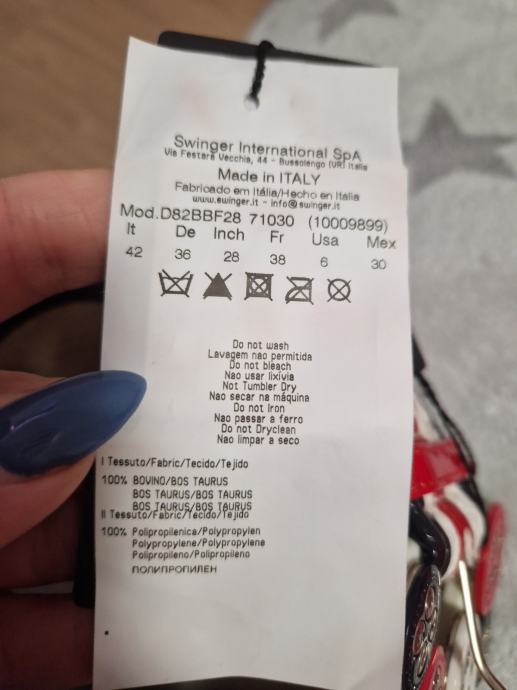 Swinger International SpA
Via Festara Vecchia, 44 - Bussolengo (VR) Italia
Made in ITALY
Fabricado em Itália/Hecho en Italia
www.swinger.it - info@swinger.it
Mod.D82BBF28 71030 (10009899)
It De Inch Fr Usa Mex
42 36 28 38 6 30
Do not wash
Lavagem nao permitida
Do not bleach
Nao usar lixívia
Not Tumbler Dry
Nao secar na máquina
Do not Iron
Nao passar a ferro
Do not Dryclean
Nao limpar a seco
I Tessuto/Fabric/Tecido/Tejido
100% BOVINO/BOS TAURUS
BOS TAURUS/BOS TAURUS
BOS TAURUS/BOS TAURUS
II Tessuto/Fabric/Tecido/Tejido
100% Polipropilenica/Polypropylen
Polypropylene/Polypropylene
Polipropileno/Polipropileno
ПОЛИПРОПИЛЕН